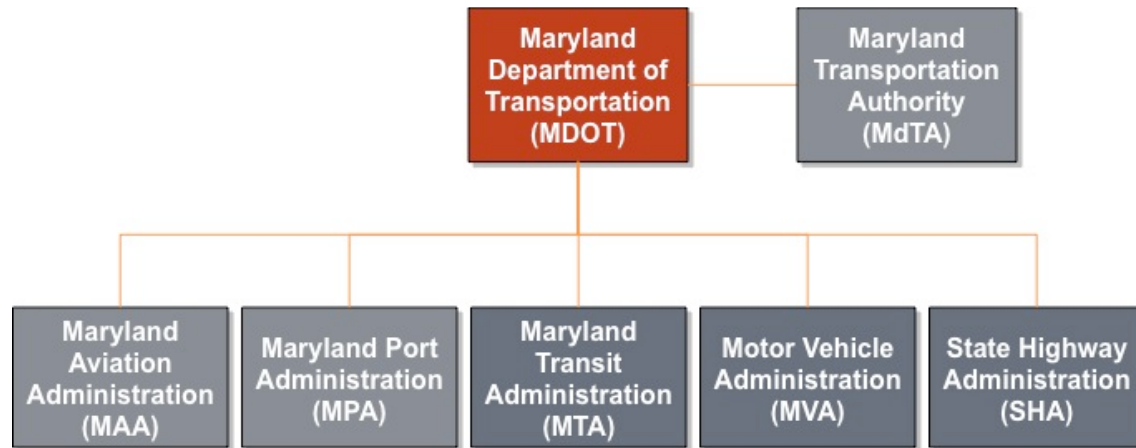 Maryland
Department of
Transportation
(MDOT)
Maryland
Transportation
Authority
(MdTA)
Maryland
Aviation
Administration
(MAA)
Maryland Port
Administration
(MPA)
Maryland
Transit
Administration
(MTA)
Motor Vehicle
Administration
(MVA)
State Highway
Administration
(SHA)